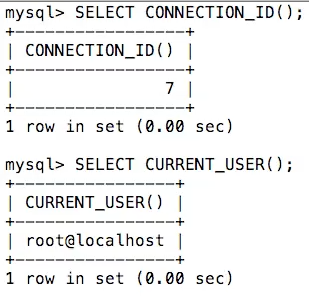 mysql> SELECT CONNECTION_ID();
+-----------------+
| CONNECTION_ID() |
+-----------------+
|               7 |
+-----------------+
1 row in set (0.00 sec)

mysql> SELECT CURRENT_USER();
+----------------+
| CURRENT_USER() |
+----------------+
| root@localhost |
+----------------+
1 row in set (0.00 sec)